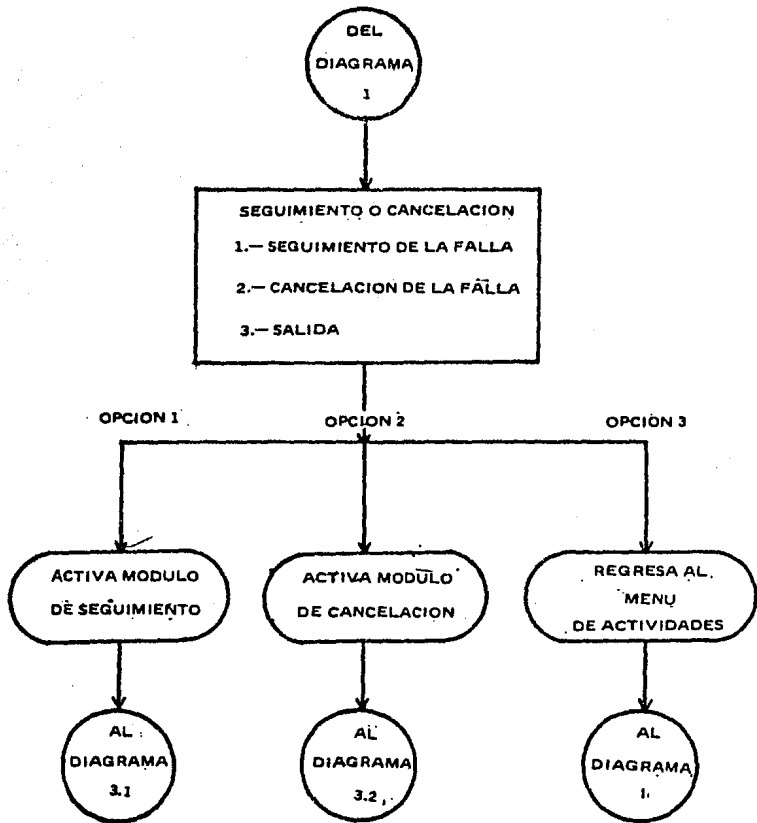 DEL
DIAGRAMA
1
SEGUIMIENTO O CANCELACION
1.— SEGUIMIENTO DE LA FALLA
2.— CANCELACION DE LA FALLA
3.— SALIDA
OPCION 1
OPCION 2
OPCION 3
ACTIVA MODULO
DE SEGUIMIENTO
ACTIVA MODULO
DE CANCELACION
REGRESA AL
MENU
DE ACTIVIDADES
AL
DIAGRAMA
3.1
AL
DIAGRAMA
3.2
AL
DIAGRAMA
1